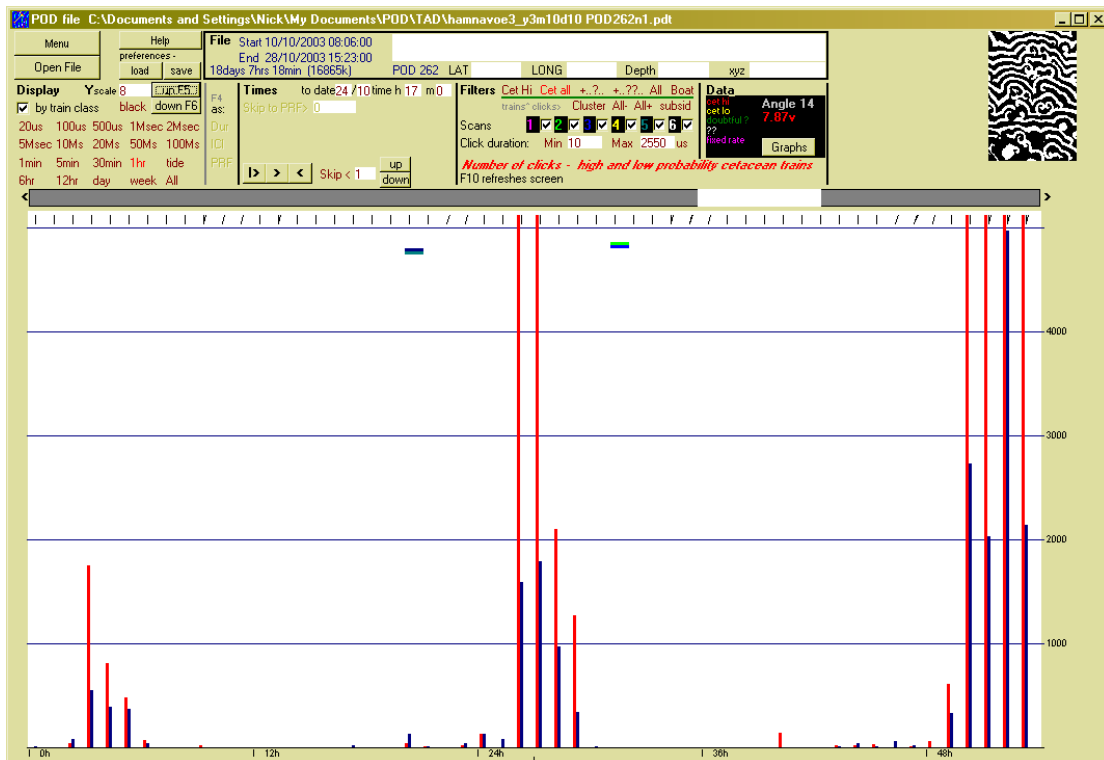 POD file C:\Documents and Settings\Nick\My Documents\POD\TAD\hamnavoe3_y3m10d10 POD262n1.pdt
Menu
Open File
Help
preferences -
load save
File Start 10/10/2003 08:06:00
End 28/10/2003 15:23:00
18days 7hrs 18min (16865k) POD 262 LAT LONG Depth xyz
Display Yscale 8 up F5
by train class black down F6
20us 100us 500us 1Msec 2Msec
5Msec 10Ms 20Ms 50Ms 100Ms
1min 5min 30min 1hr tide
6hr 12hr day week All
F4
as:
Dur
ICI
PRF
Times to date 24 / 10 time h 17 m 0
Skip to PRF> 0
|> > < Skip < 1 up
down
Filters Cet Hi Cet all +..?.. +..??.. All Boat
trains^ clicks> Cluster All- All+ subsid
Scans 1 2 3 4 5 6
Click duration: Min 10 Max 2550 us
Number of clicks - high and low probability cetacean trains
F10 refreshes screen
Data
cet hi
cet lo
doubtful ?
??
fixed rate
Angle 14
7.87v
Graphs
< >
4000
3000
2000
1000
0h 12h 24h 36h 48h